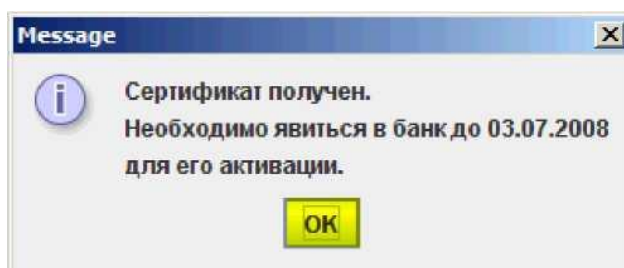 Message
Сертификат получен.
Необходимо явиться в банк до 03.07.2008
для его активации.
OK